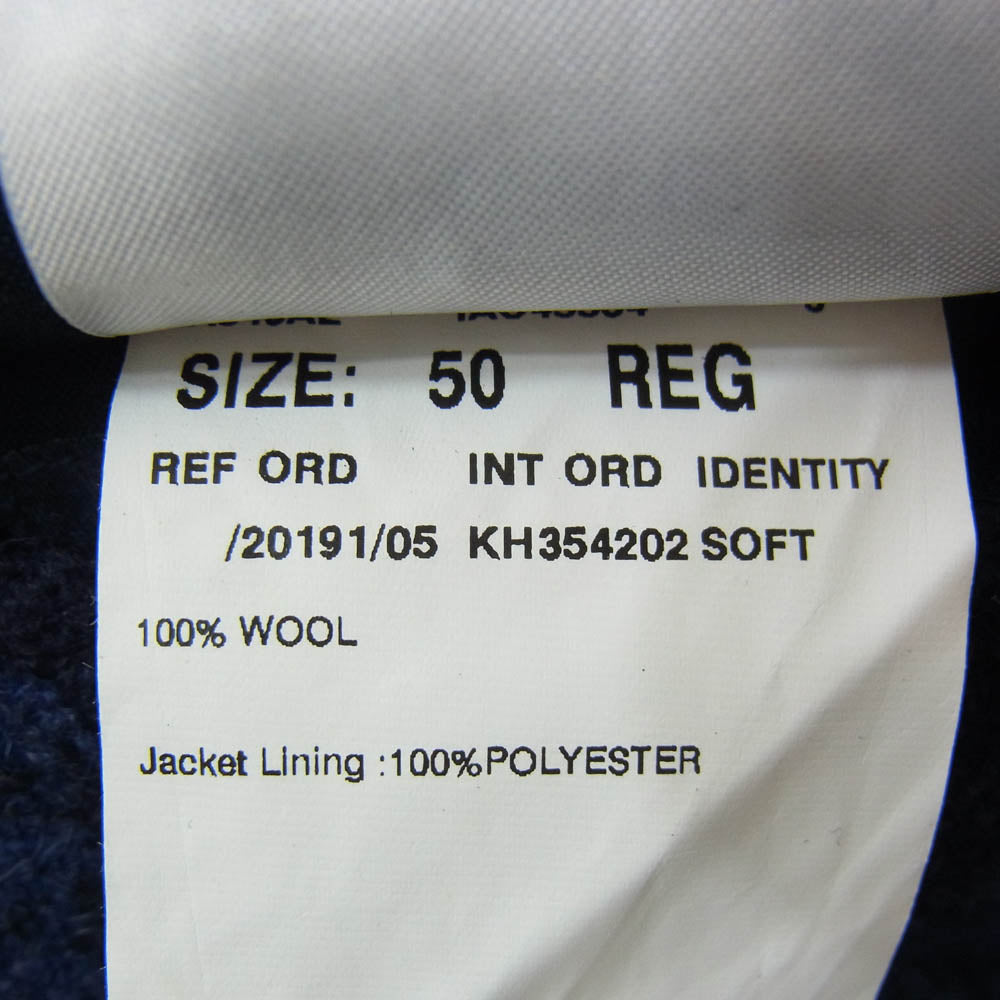 SIZE: 50 REG
REF ORD INT ORD IDENTITY
/20191/05 KH354202 SOFT
100% WOOL
Jacket Lining :100%POLYESTER